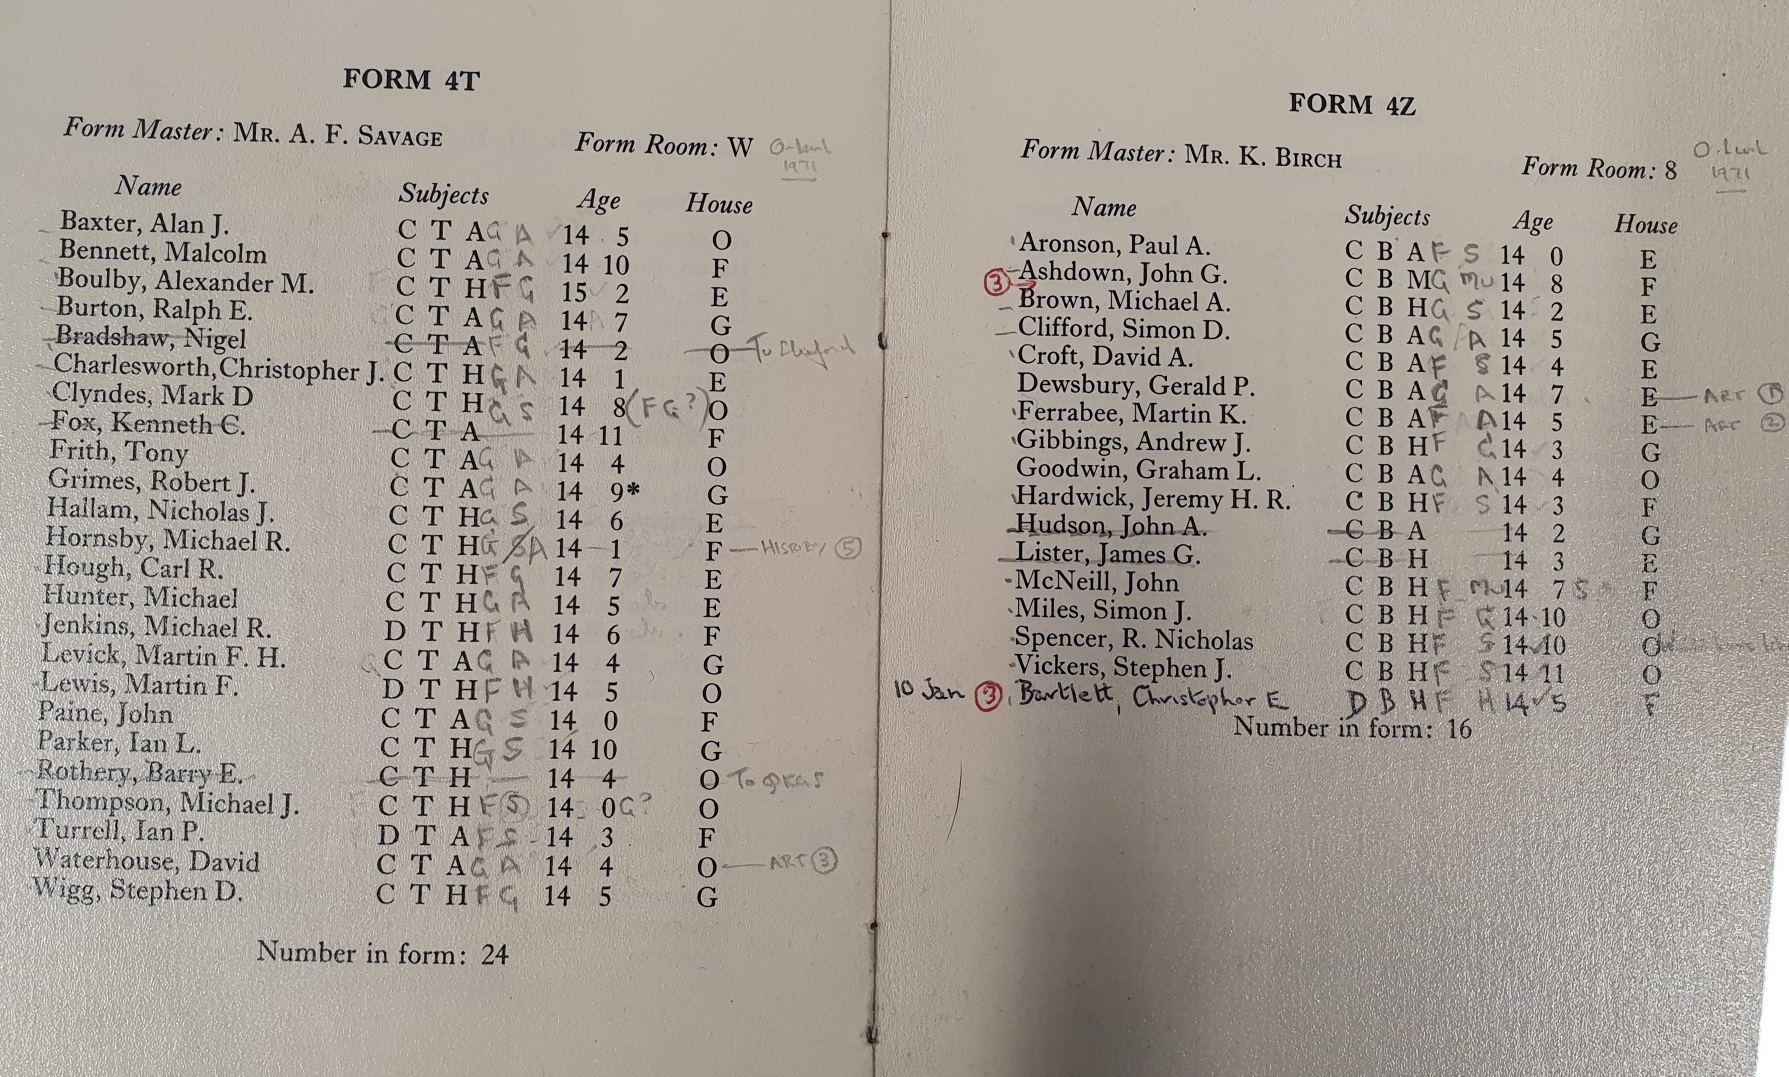 FORM 4T
Form Master: MR. A. F. SAVAGE Form Room: W O-Level
1971
Name Subjects Age House
Baxter, Alan J. C T A G A 14 5 O
Bennett, Malcolm C T A G A 14 10 F
Boulby, Alexander M. C T H F G 15 2 E
Burton, Ralph E. C T A G A 14 7 G
Bradshaw, Nigel C T A F G 14 2 O To
Charlesworth, Christopher J. C T H G A 14 1 E
Clyndes, Mark D C T H G S 14 8 (FG?) O
Fox, Kenneth C. C T A 14 11 F
Frith, Tony C T A G A 14 4 O
Grimes, Robert J. C T A G A 14 9* G
Hallam, Nicholas J. C T H G S 14 6 E
Hornsby, Michael R. C T H G S A 14 1 F — HISTORY 5
Hough, Carl R. C T H F G 14 7 E
Hunter, Michael C T H G A 14 5 E
Jenkins, Michael R. D T H F H 14 6 F
Levick, Martin F. H. C T A G A 14 4 G
Lewis, Martin F. D T H F H 14 5 O
Paine, John C T A G S 14 0 F
Parker, Ian L. C T H G S 14 10 G
Rothery, Barry E. C T H 14 4 O To QEGS
Thompson, Michael J. C T H F S 14 0 G? O
Turrell, Ian P. D T A F S 14 3 F
Waterhouse, David C T A G A 14 4 O — ART 3
Wigg, Stephen D. C T H F G 14 5 G
Number in form: 24
FORM 4Z
Form Master: MR. K. BIRCH Form Room: 8 O-Level
1971
Name Subjects Age House
Aronson, Paul A. C B A F S 14 0 E
3 Ashdown, John G. C B M G Mu 14 8 F
Brown, Michael A. C B H G S 14 2 E
Clifford, Simon D. C B A G A 14 5 G
Croft, David A. C B A F S 14 4 E
Dewsbury, Gerald P. C B A G A 14 7 E — ART 1
Ferrabee, Martin K. C B A F A 14 5 E — ART 2
Gibbings, Andrew J. C B H F G 14 3 G
Goodwin, Graham L. C B A G A 14 4 O
Hardwick, Jeremy H. R. C B H F S 14 3 F
Hudson, John A. C B A 14 2 G
Lister, James G. C B H 14 3 E
McNeill, John C B H F Mu 14 7 S F
Miles, Simon J. C B H F G 14 10 O
Spencer, R. Nicholas C B H F S 14 10 O
Vickers, Stephen J. C B H F S 14 11 O
10 Jan 3 Bartlett, Christopher E D B H F H 14 5 F
Number in form: 16